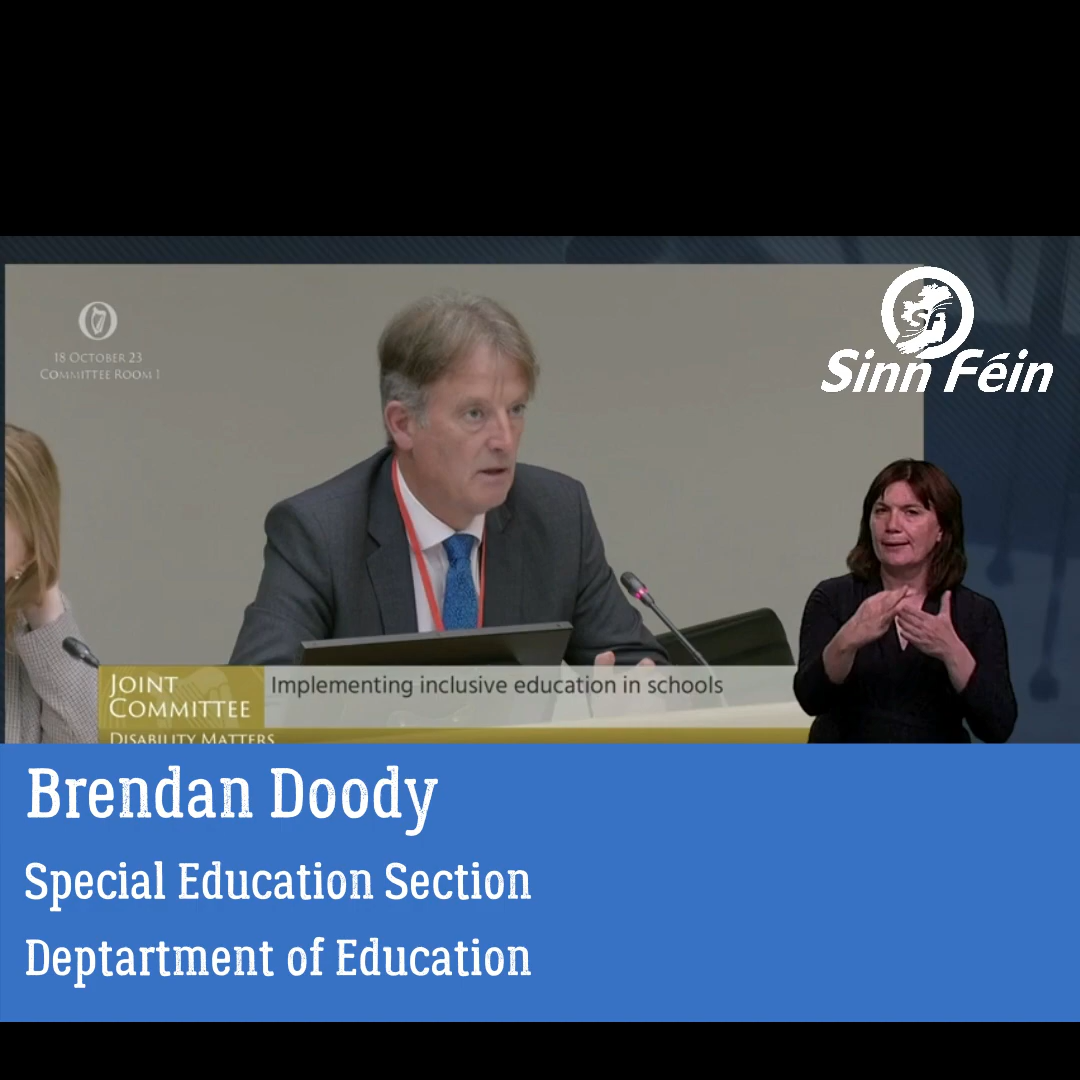 18 OCTOBER 23
COMMITTEE ROOM 1
SF
Sinn Féin
JOINT
COMMITTEE
Implementing inclusive education in schools
DISABILITY MATTERS
Brendan Doody
Special Education Section
Deptartment of Education